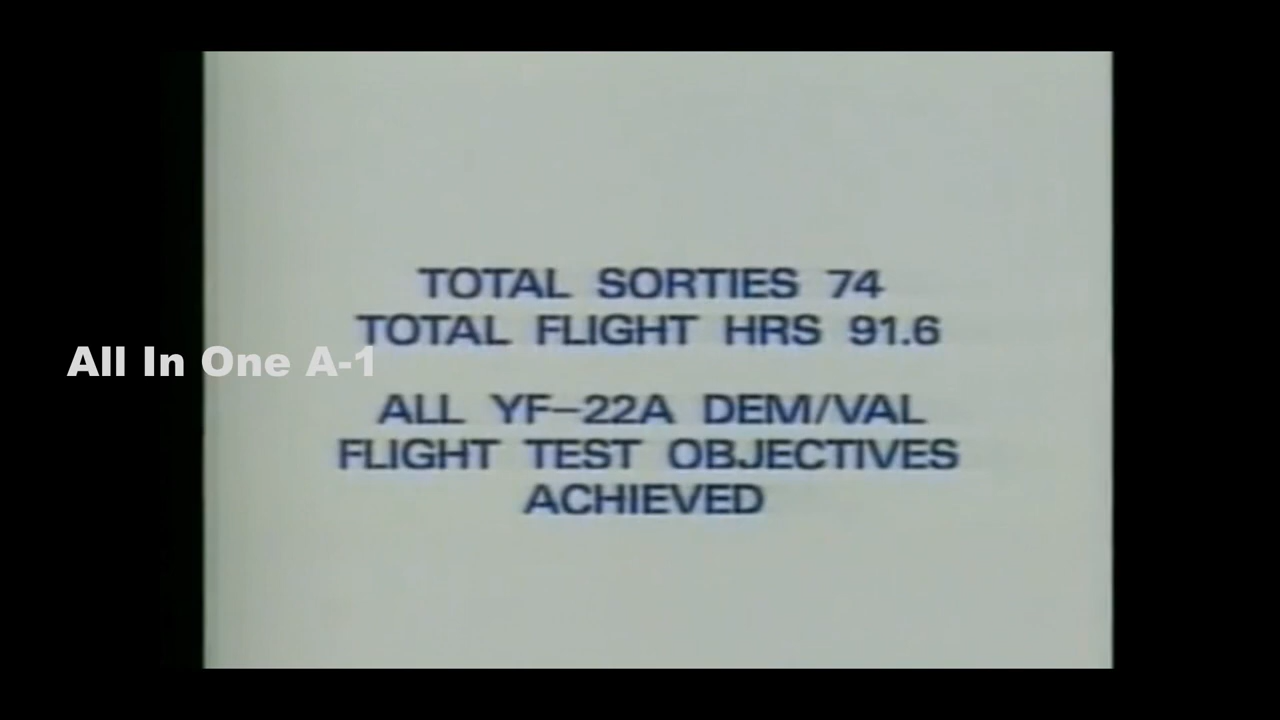 TOTAL SORTIES 74
TOTAL FLIGHT HRS 91.6
All In One A-1
ALL YF-22A DEM/VAL
FLIGHT TEST OBJECTIVES
ACHIEVED